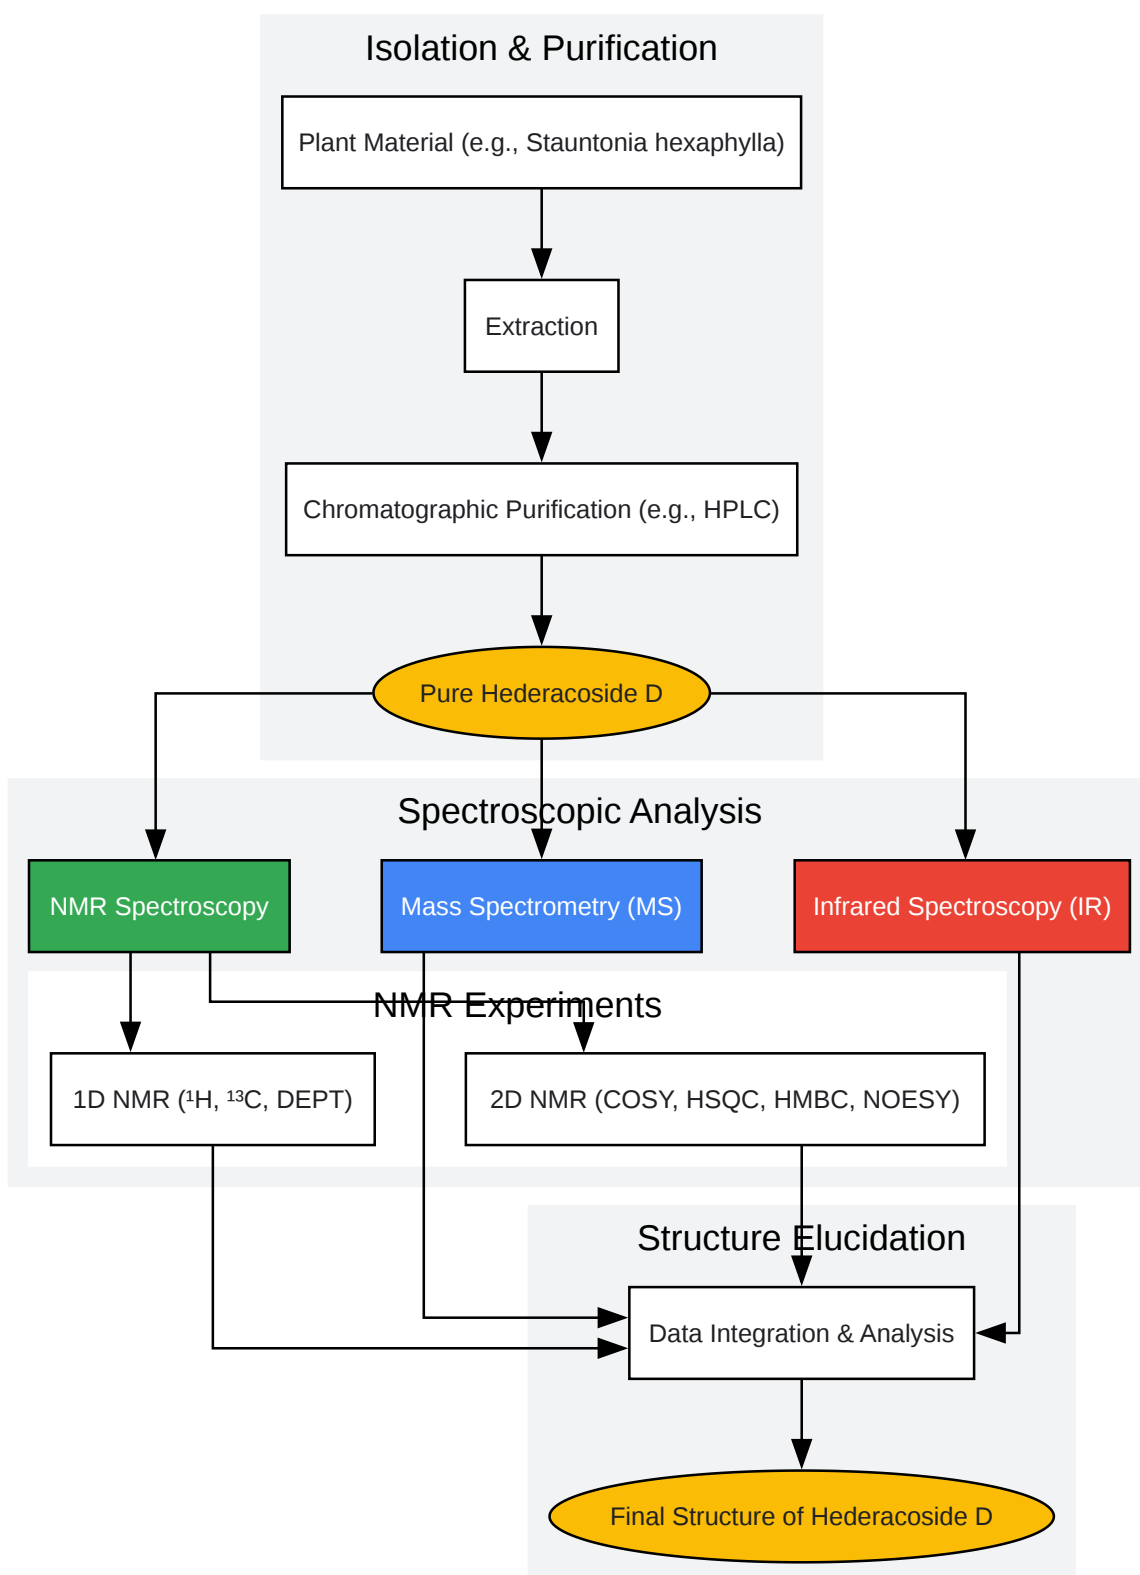 Isolation & Purification
Plant Material (e.g., Stauntonia hexaphylla)
Extraction
Chromatographic Purification (e.g., HPLC)
Pure Hederacoside D
Spectroscopic Analysis
NMR Spectroscopy
Mass Spectrometry (MS)
Infrared Spectroscopy (IR)
NMR Experiments
1D NMR (¹H, ¹³C, DEPT)
2D NMR (COSY, HSQC, HMBC, NOESY)
Structure Elucidation
Data Integration & Analysis
Final Structure of Hederacoside D